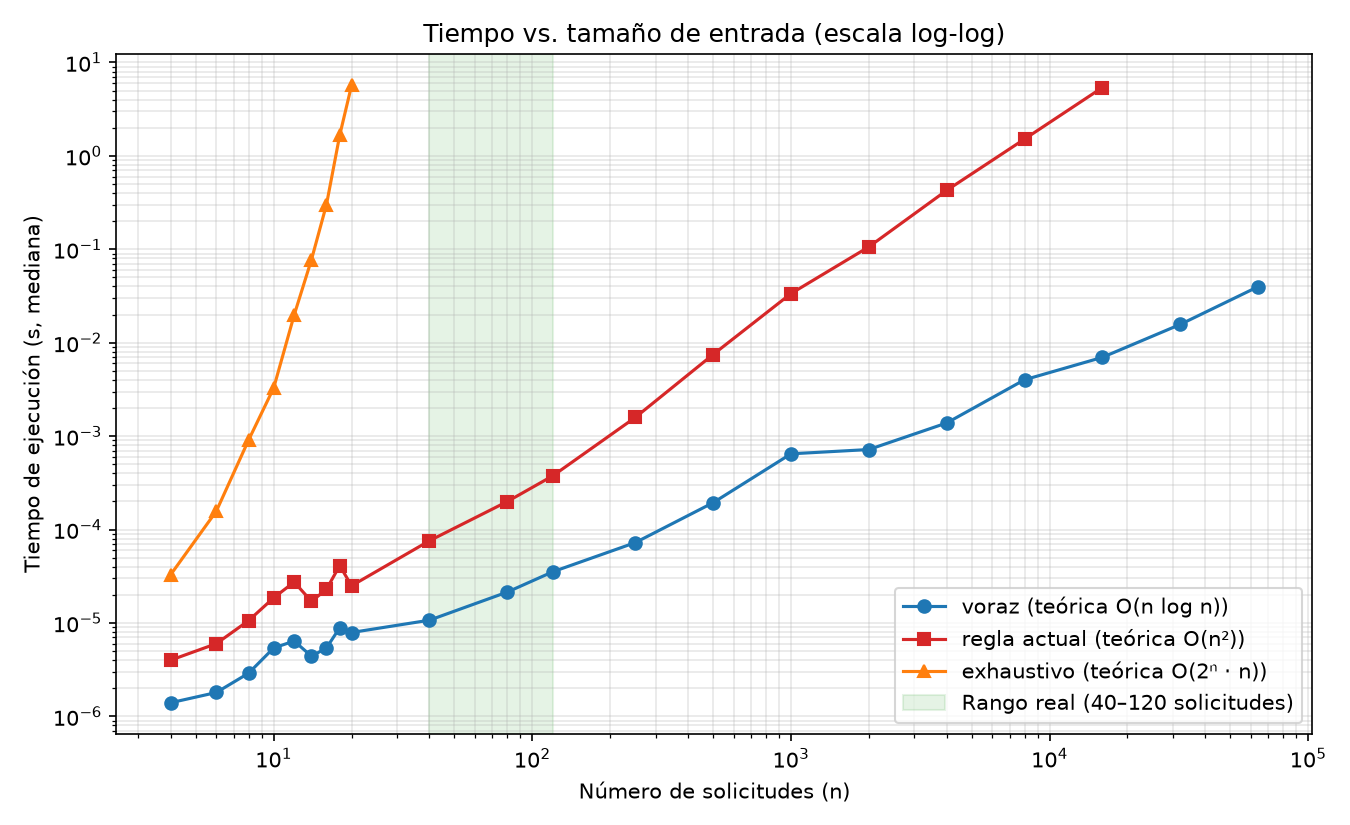 Tiempo vs. tamaño de entrada (escala log-log)
Tiempo de ejecución (s, mediana)
10¹
10⁰
10⁻¹
10⁻²
10⁻³
10⁻⁴
10⁻⁵
10⁻⁶
voraz (teórica O(n log n))
regla actual (teórica O(n²))
exhaustivo (teórica O(2ⁿ · n))
Rango real (40–120 solicitudes)
10¹ 10² 10³ 10⁴ 10⁵
Número de solicitudes (n)